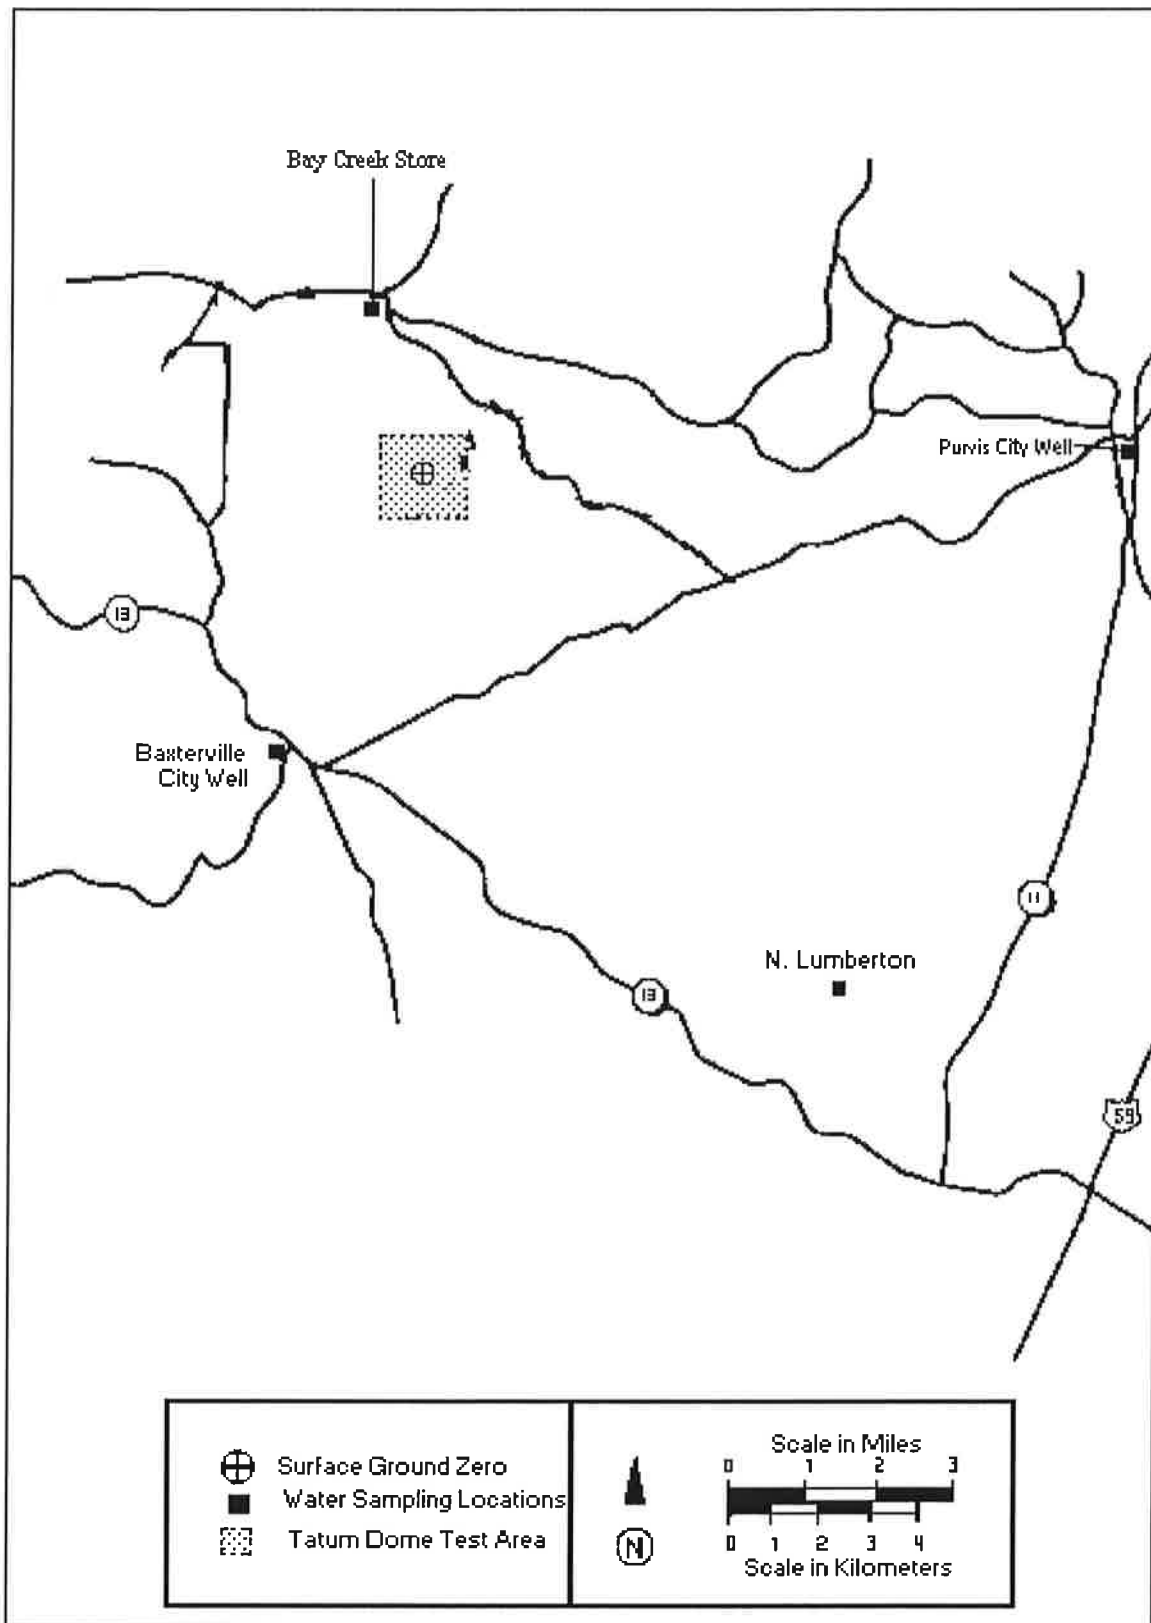 Bay Creek Store
Purvis City Well
13
Baxterville
City Well
11
N. Lumberton
13
59
Surface Ground Zero
Water Sampling Locations
Tatum Dome Test Area
N
Scale in Miles
0 1 2 3
0 1 2 3 4
Scale in Kilometers